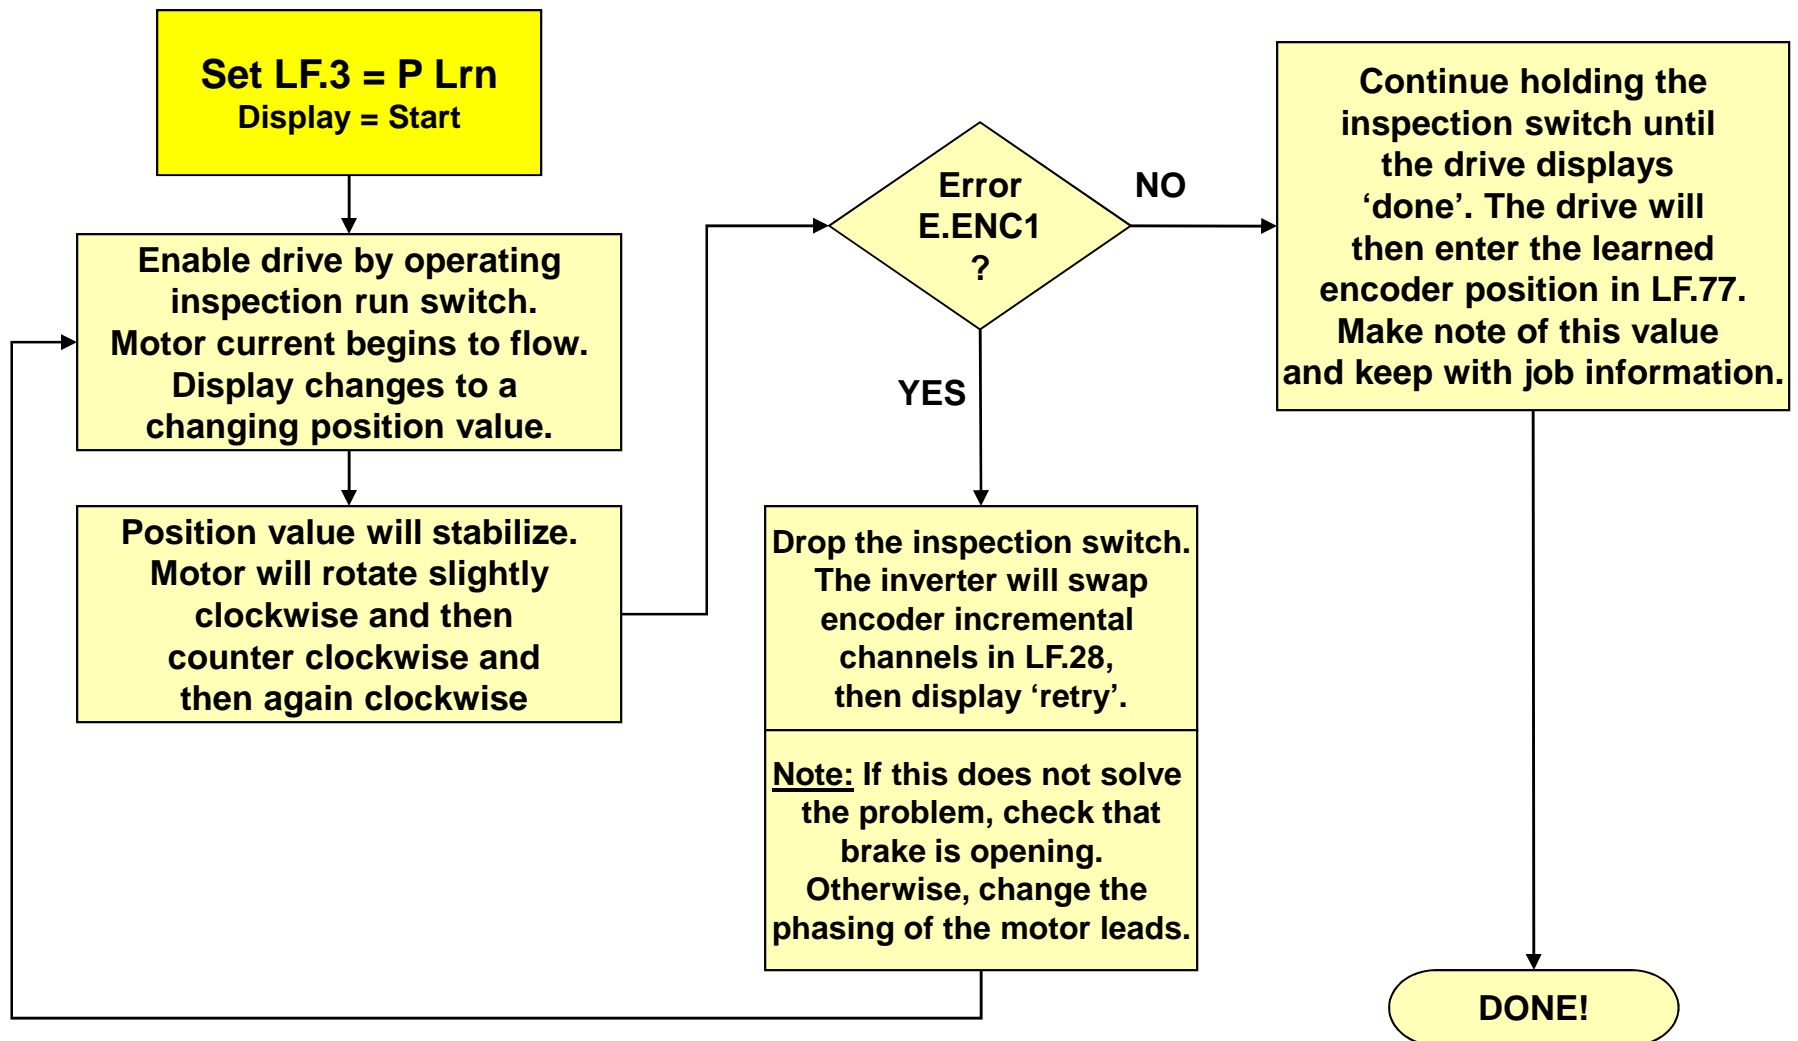 Set LF.3 = P Lrn
Display = Start
Enable drive by operating
inspection run switch.
Motor current begins to flow.
Display changes to a
changing position value.
Position value will stabilize.
Motor will rotate slightly
clockwise and then
counter clockwise and
then again clockwise
Error
E.ENC1
?
NO
YES
Drop the inspection switch.
The inverter will swap
encoder incremental
channels in LF.28,
then display ‘retry’.
Note: If this does not solve
the problem, check that
brake is opening.
Otherwise, change the
phasing of the motor leads.
Continue holding the
inspection switch until
the drive displays
‘done’. The drive will
then enter the learned
encoder position in LF.77.
Make note of this value
and keep with job information.
DONE!